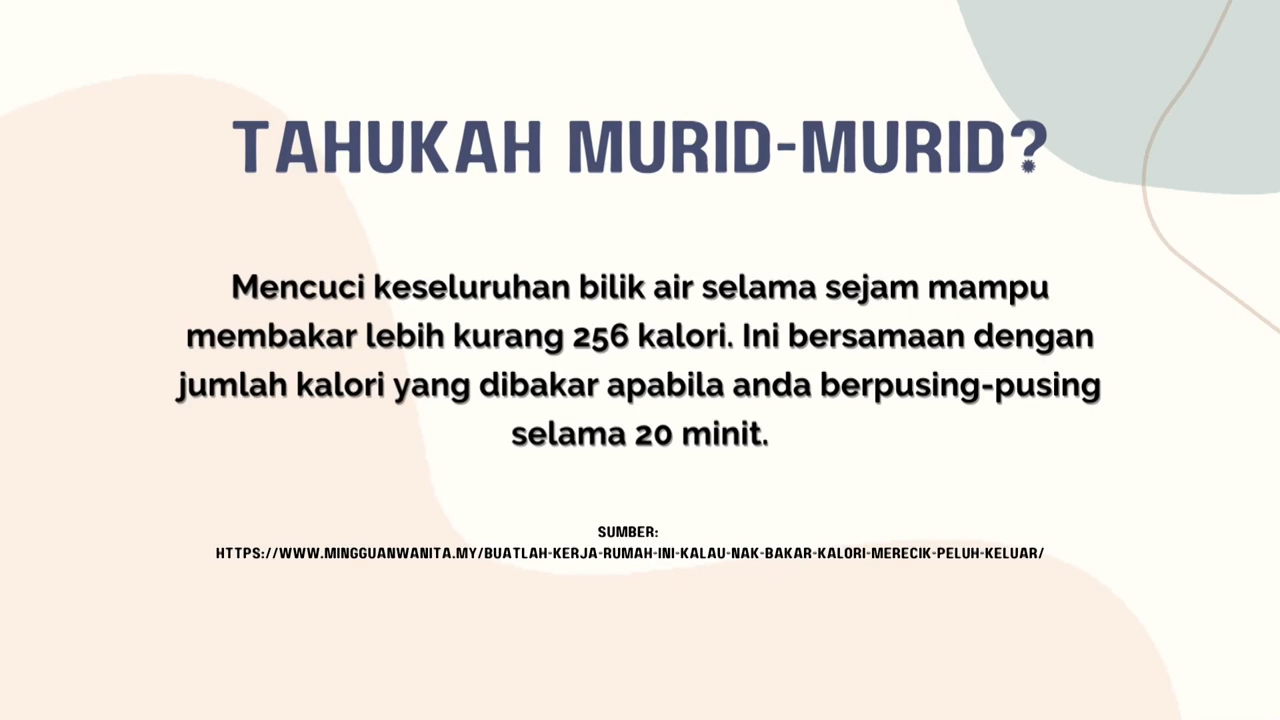 TAHUKAH MURID-MURID?
Mencuci keseluruhan bilik air selama sejam mampu
membakar lebih kurang 256 kalori. Ini bersamaan dengan
jumlah kalori yang dibakar apabila anda berpusing-pusing
selama 20 minit.
SUMBER:
HTTPS://WWW.MINGGUANWANITA.MY/BUATLAH-KERJA-RUMAH-INI-KALAU-NAK-BAKAR-KALORI-MERECIK-PELUH-KELUAR/